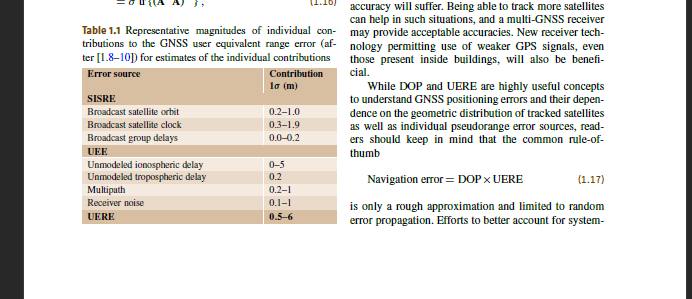 (1.16)
Table 1.1 Representative magnitudes of individual con-
tributions to the GNSS user equivalent range error (af-
ter [1.8–10]) for estimates of the individual contributions
Error source Contribution
1σ (m)
SISRE
Broadcast satellite orbit 0.2–1.0
Broadcast satellite clock 0.3–1.9
Broadcast group delays 0.0–0.2
UEE
Unmodeled ionospheric delay 0–5
Unmodeled tropospheric delay 0.2
Multipath 0.2–1
Receiver noise 0.1–1
UERE 0.5–6
accuracy will suffer. Being able to track more satellites
can help in such situations, and a multi-GNSS receiver
may provide acceptable accuracies. New receiver tech-
nology permitting use of weaker GPS signals, even
those present inside buildings, will also be benefi-
cial.
While DOP and UERE are highly useful concepts
to understand GNSS positioning errors and their depen-
dence on the geometric distribution of tracked satellites
as well as individual pseudorange error sources, read-
ers should keep in mind that the common rule-of-
thumb
Navigation error = DOP × UERE (1.17)
is only a rough approximation and limited to random
error propagation. Efforts to better account for system-